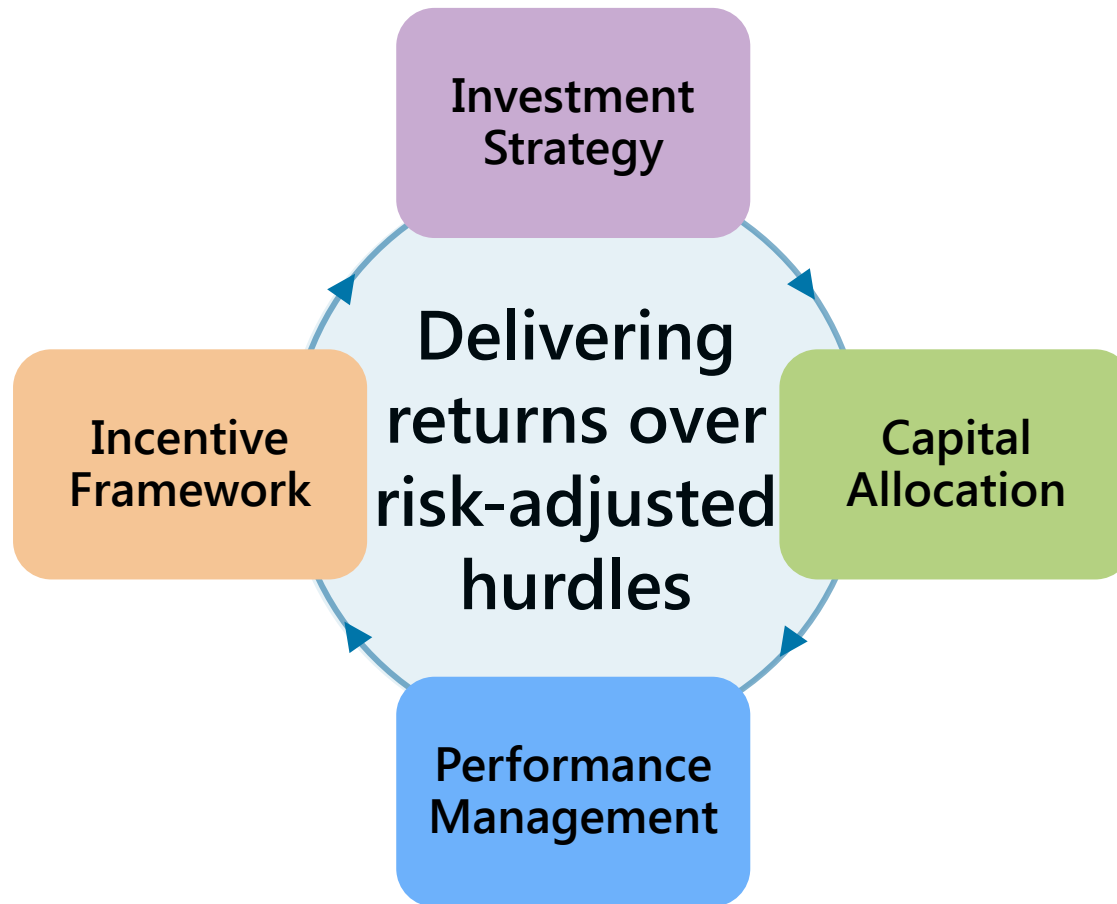 Investment
Strategy
Delivering
returns over
risk-adjusted
hurdles
Incentive
Framework
Capital
Allocation
Performance
Management